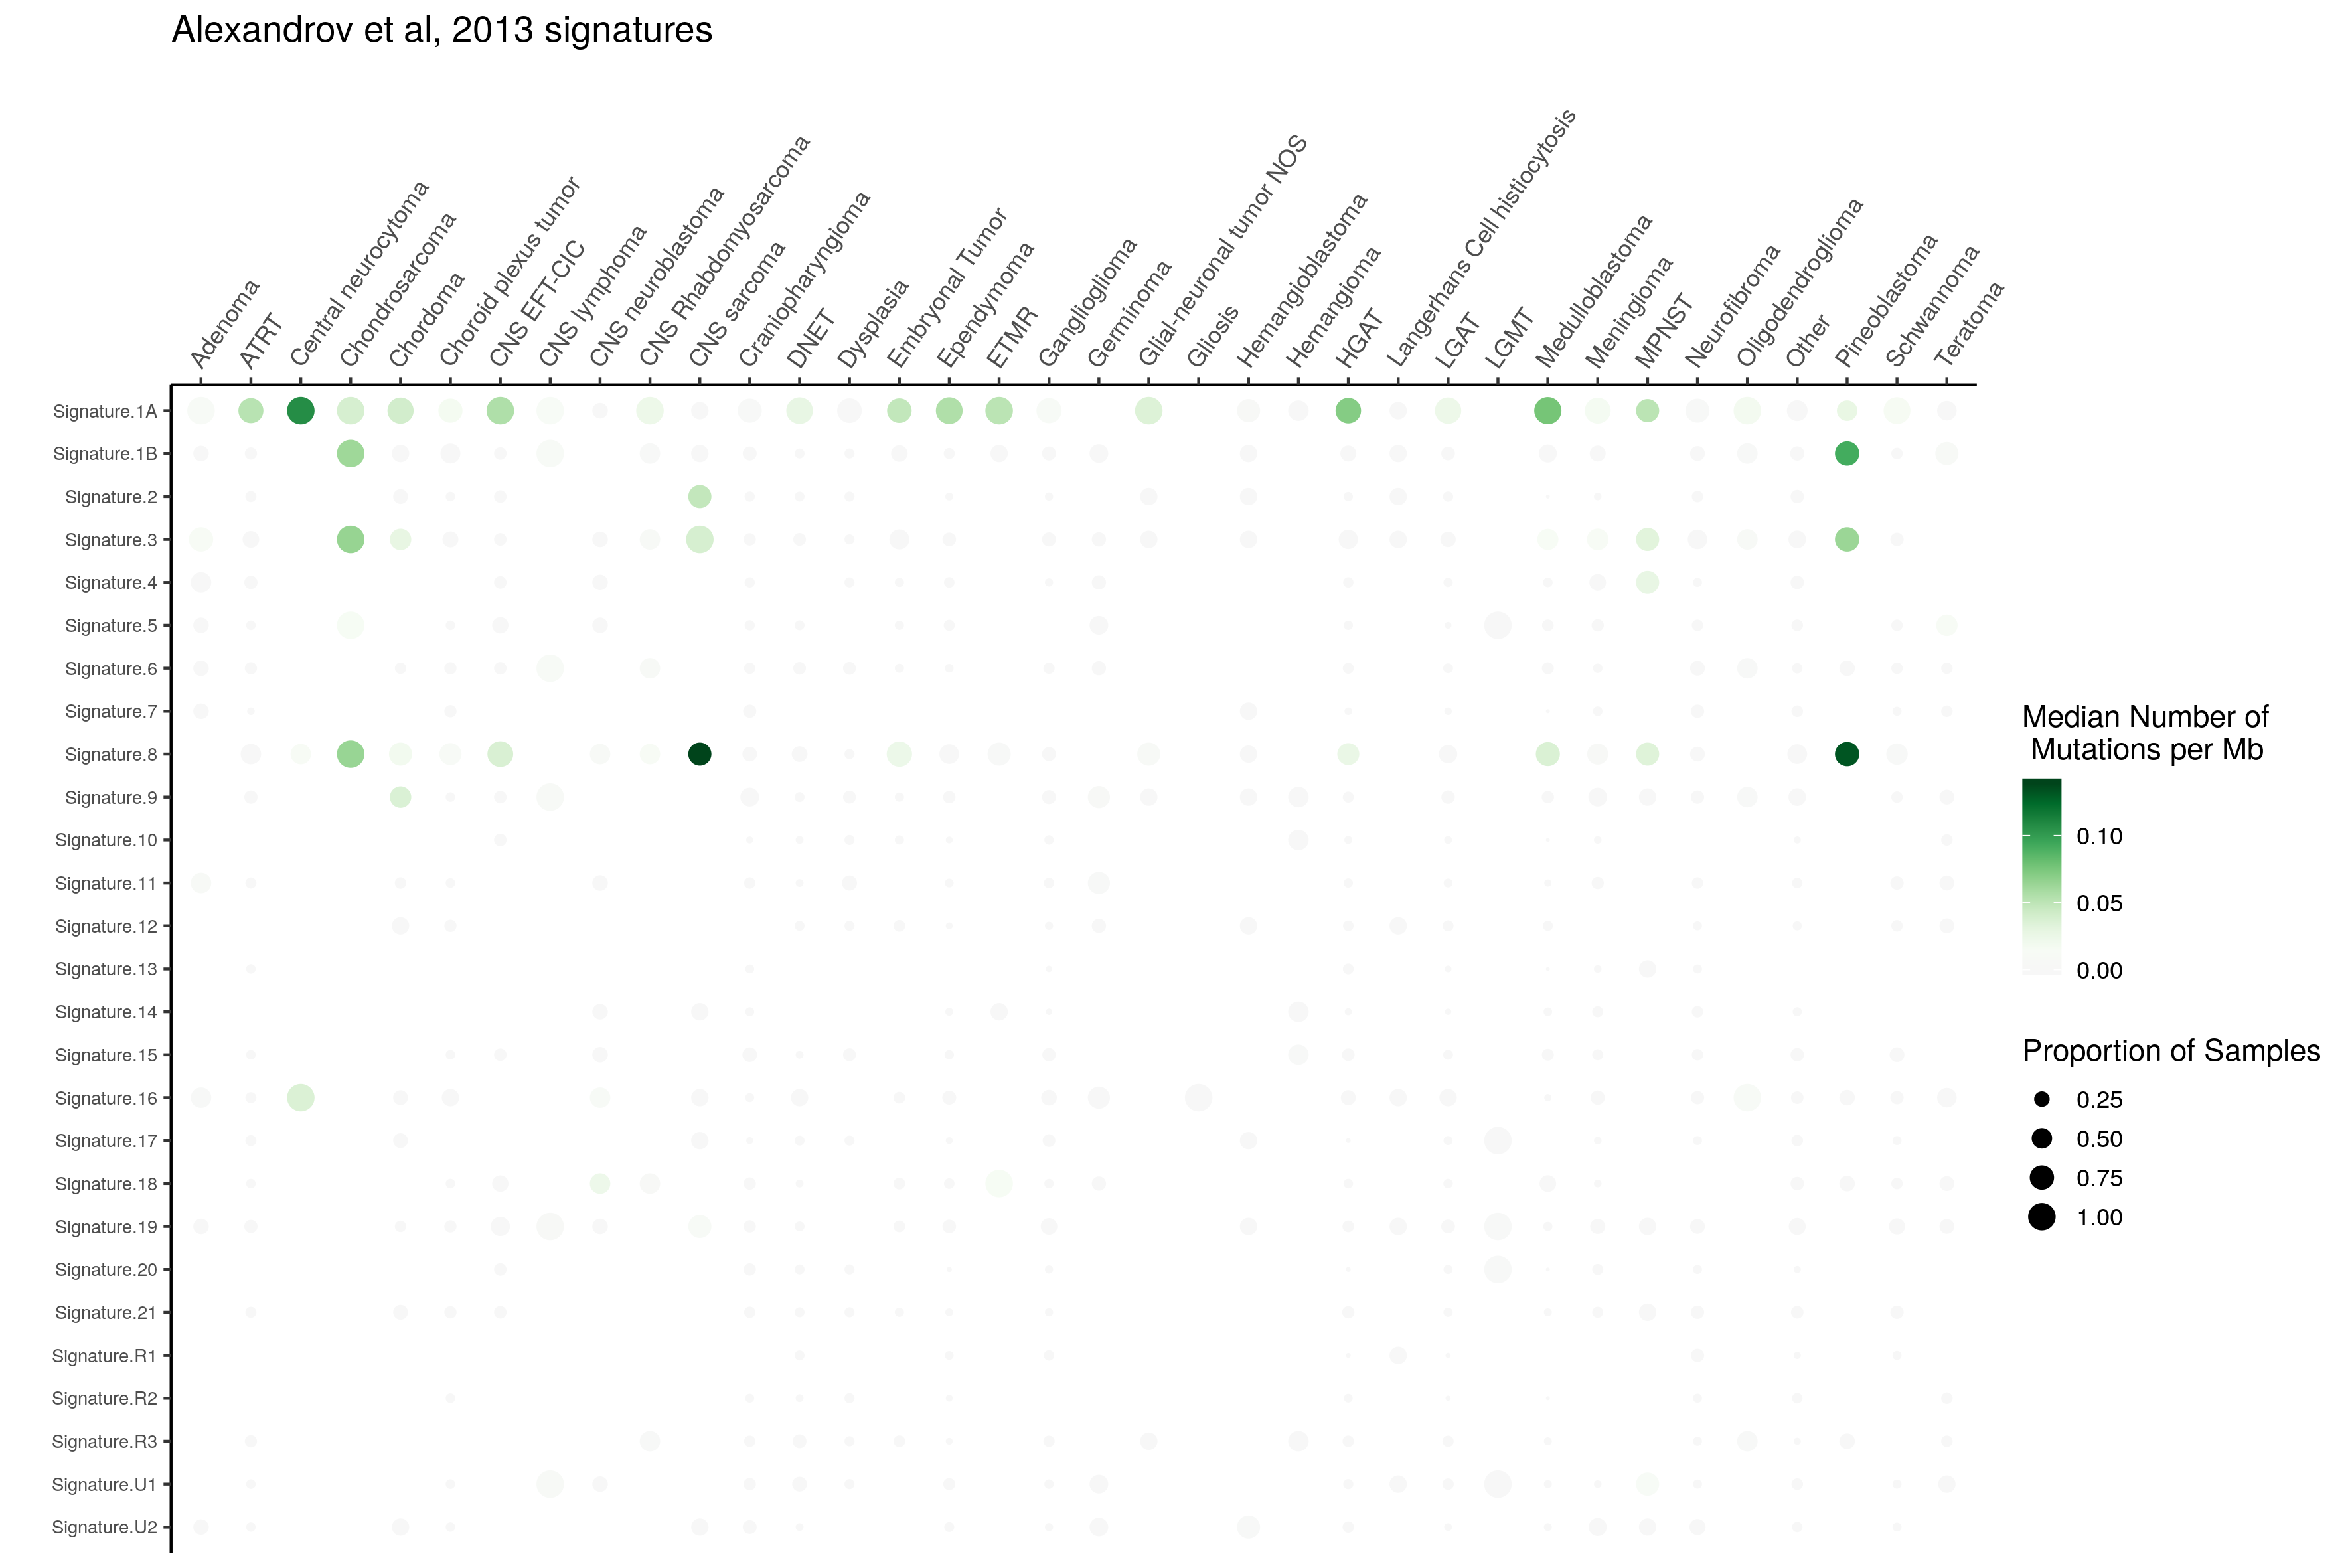 Alexandrov et al, 2013 signatures
Adenoma
ATRT
Central neurocytoma
Chondrosarcoma
Chordoma
Choroid plexus tumor
CNS EFT-CIC
CNS lymphoma
CNS neuroblastoma
CNS Rhabdomyosarcoma
CNS sarcoma
Craniopharyngioma
DNET
Dysplasia
Embryonal Tumor
Ependymoma
ETMR
Ganglioglioma
Germinoma
Glial-neuronal tumor NOS
Gliosis
Hemangioblastoma
Hemangioma
HGAT
Langerhans Cell histiocytosis
LGAT
LGMT
Medulloblastoma
Meningioma
MPNST
Neurofibroma
Oligodendroglioma
Other
Pineoblastoma
Schwannoma
Teratoma
Signature.1A
Signature.1B
Signature.2
Signature.3
Signature.4
Signature.5
Signature.6
Signature.7
Signature.8
Signature.9
Signature.10
Signature.11
Signature.12
Signature.13
Signature.14
Signature.15
Signature.16
Signature.17
Signature.18
Signature.19
Signature.20
Signature.21
Signature.R1
Signature.R2
Signature.R3
Signature.U1
Signature.U2
Median Number of
Mutations per Mb
0.10
0.05
0.00
Proportion of Samples
0.25
0.50
0.75
1.00